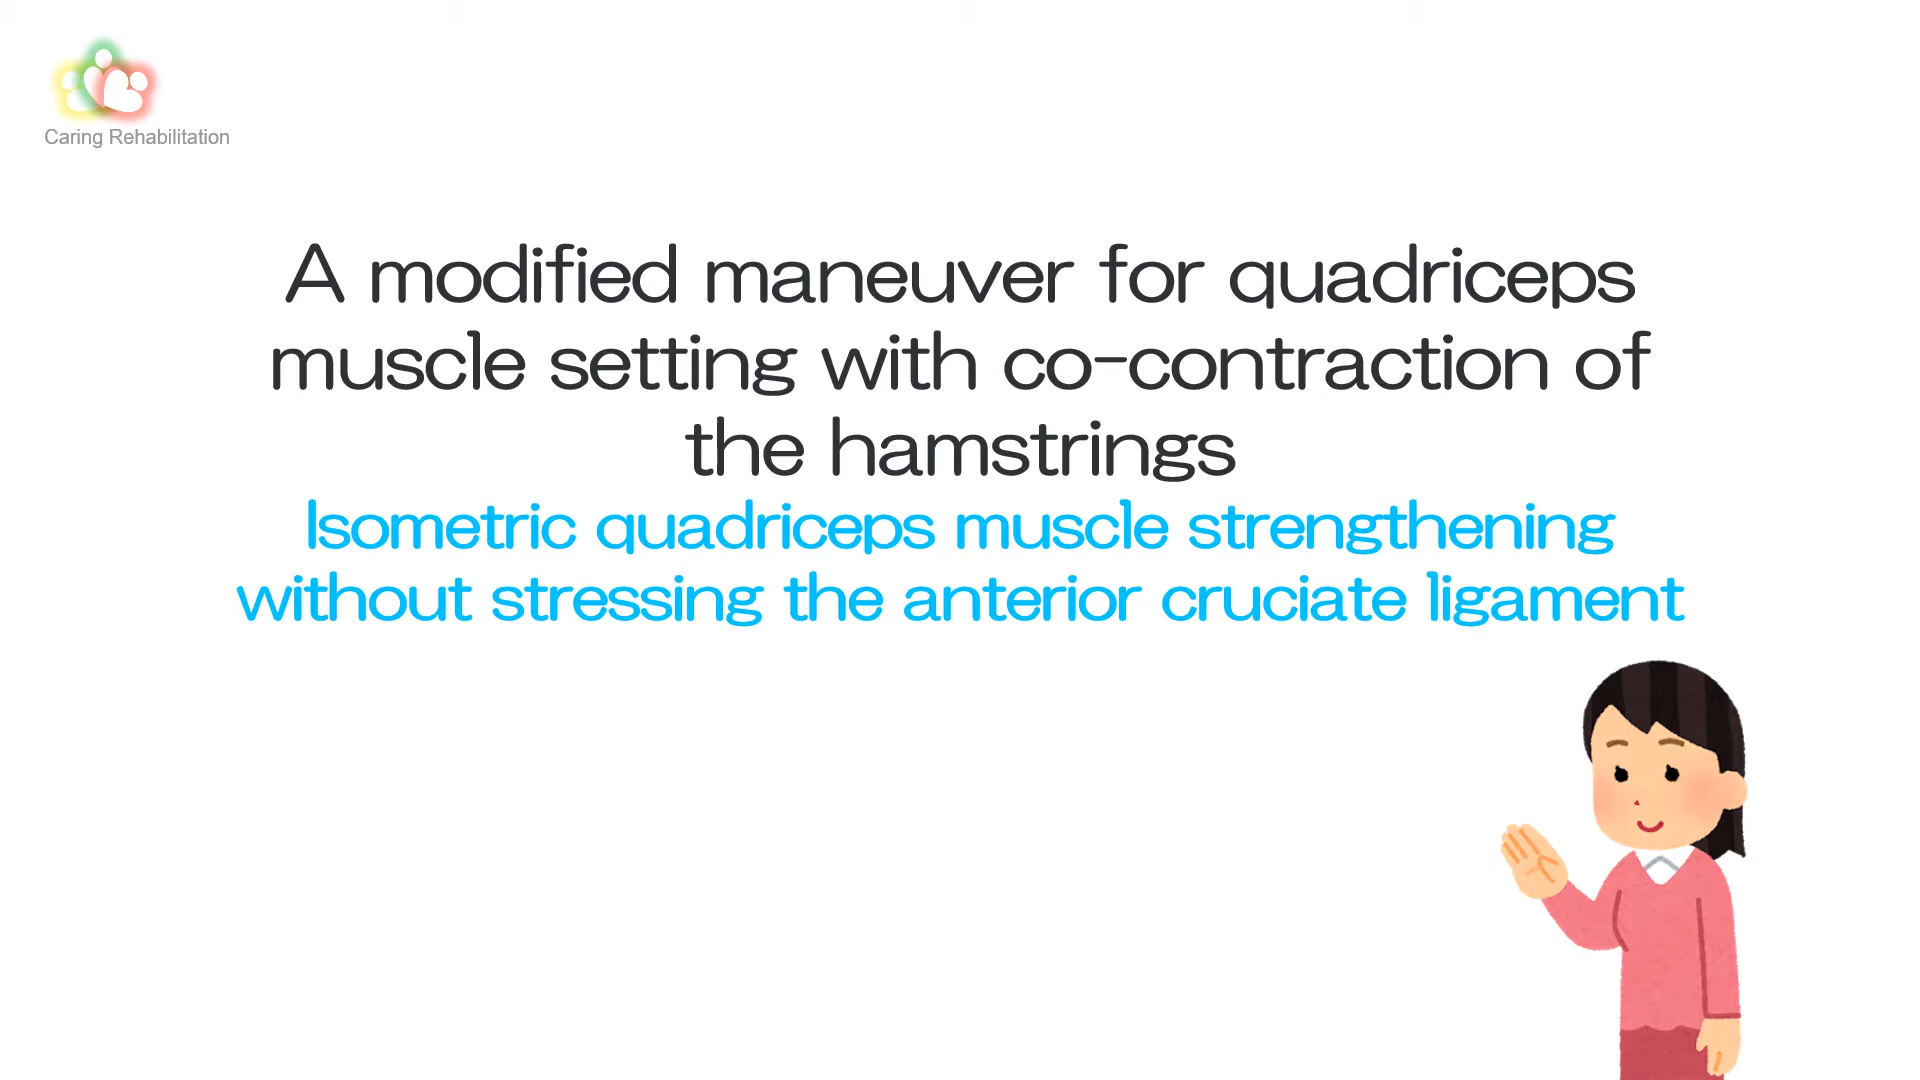 Caring Rehabilitation
A modified maneuver for quadriceps
muscle setting with co-contraction of
the hamstrings
Isometric quadriceps muscle strengthening
without stressing the anterior cruciate ligament